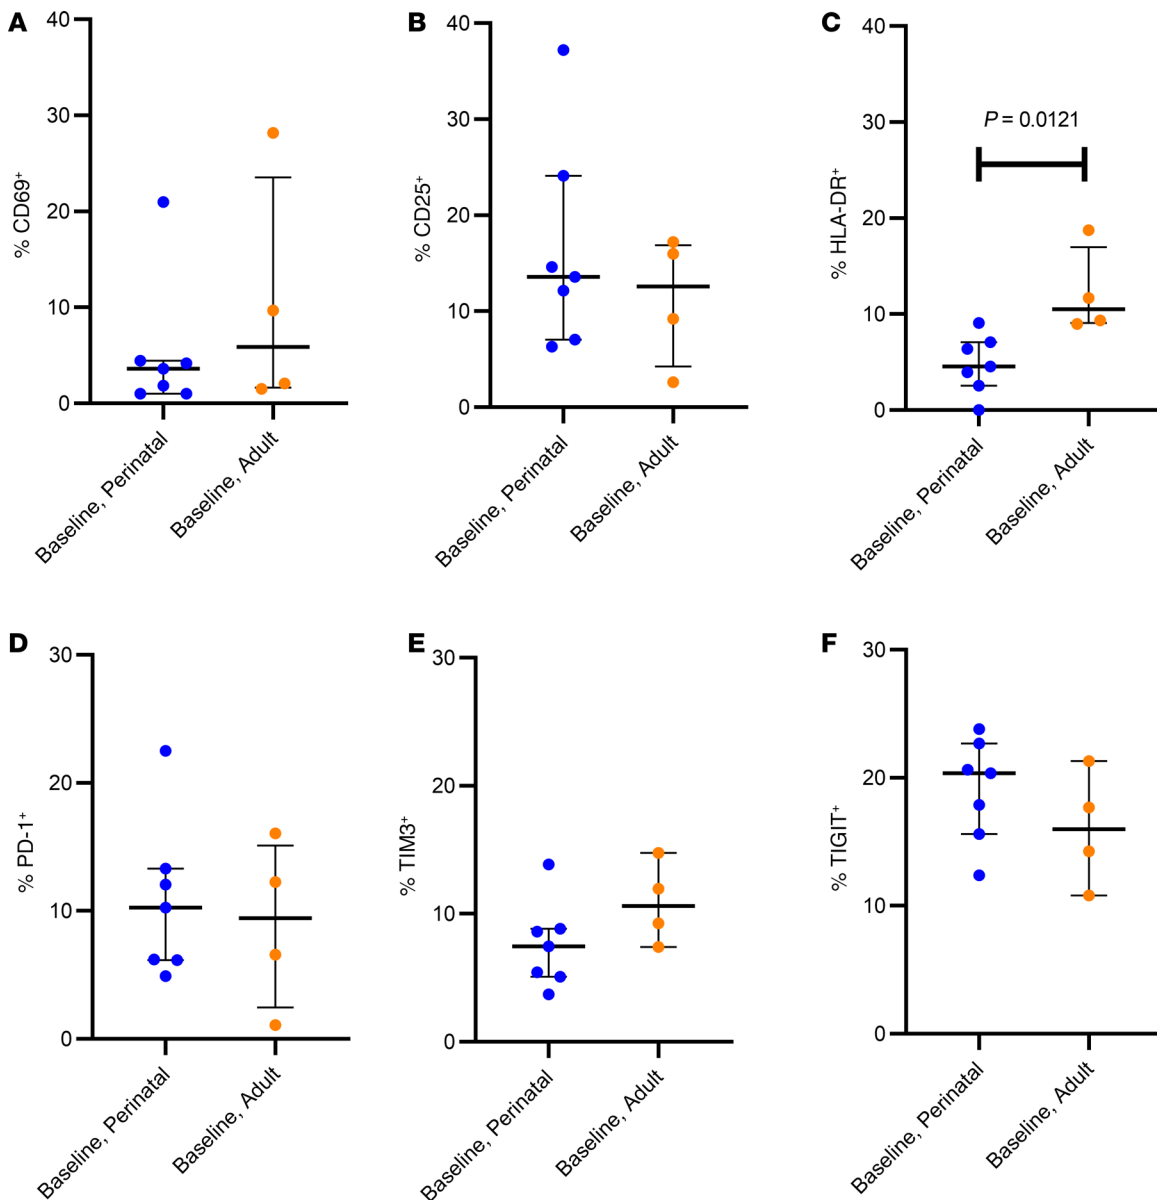 A
% CD69+
40
30
20
10
0
Baseline, Perinatal
Baseline, Adult
B
% CD25+
40
30
20
10
0
Baseline, Perinatal
Baseline, Adult
C
% HLA-DR+
40
30
20
10
0
P = 0.0121
Baseline, Perinatal
Baseline, Adult
D
% PD-1+
30
20
10
0
Baseline, Perinatal
Baseline, Adult
E
% TIM3+
30
20
10
0
Baseline, Perinatal
Baseline, Adult
F
% TIGIT+
30
20
10
0
Baseline, Perinatal
Baseline, Adult